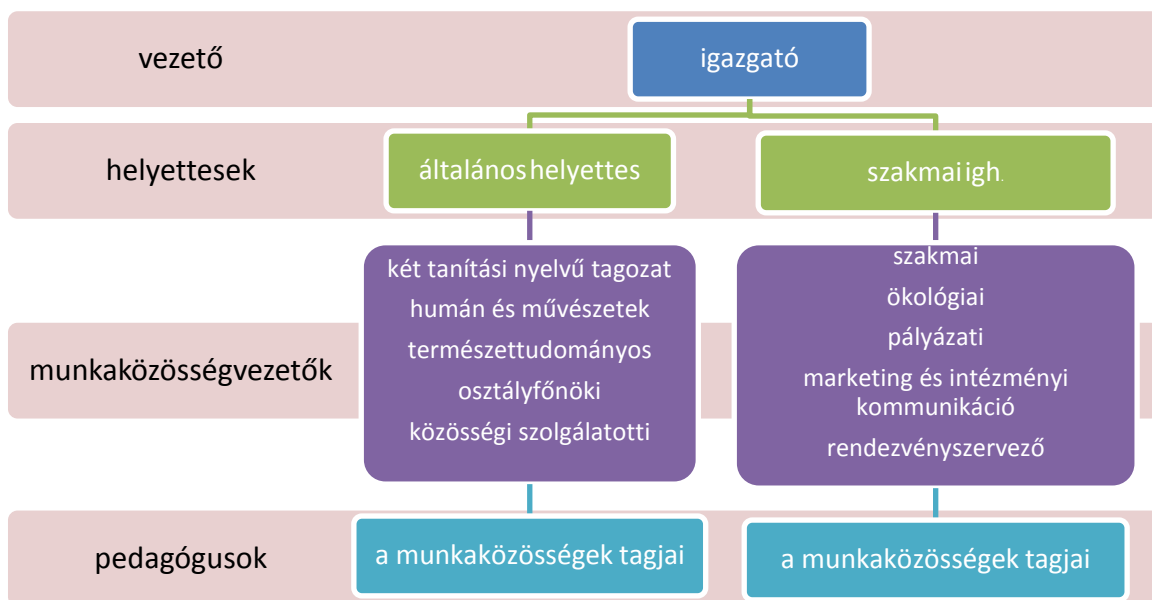 vezető
igazgató
helyettesek
általános helyettes
szakmai igh.
munkaközösségvezetők
két tanítási nyelvű tagozat
humán és művészetek
természettudományos
osztályfőnöki
közösségi szolgálatotti
szakmai
ökológiai
pályázati
marketing és intézményi
kommunikáció
rendezvényszervező
pedagógusok
a munkaközösségek tagjai
a munkaközösségek tagjai